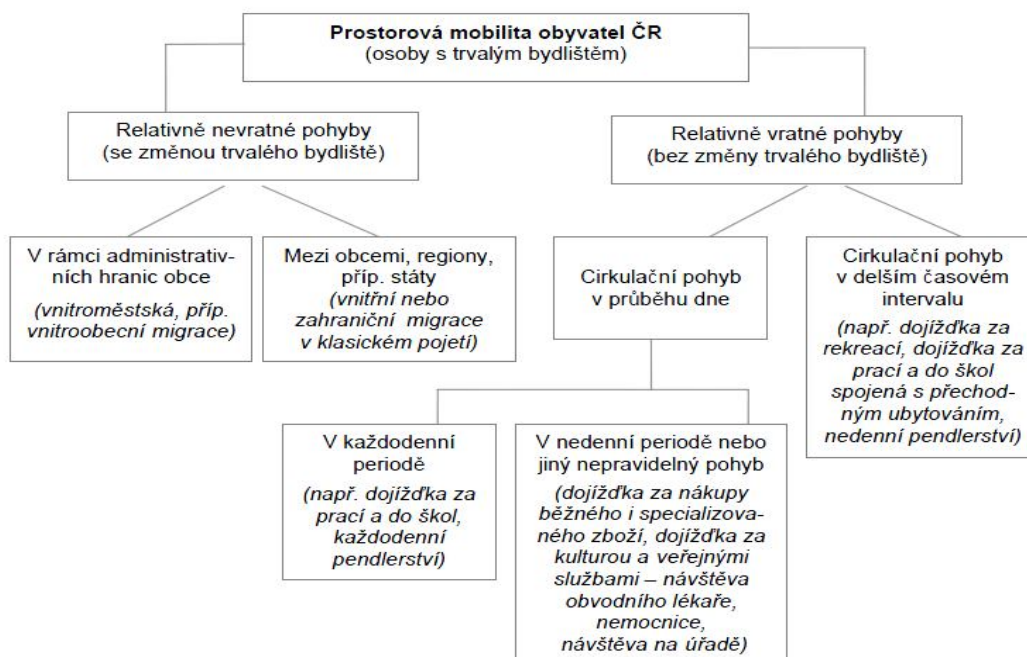 Prostorová mobilita obyvatel ČR
(osoby s trvalým bydlištěm)
Relativně nevratné pohyby
(se změnou trvalého bydliště)
Relativně vratné pohyby
(bez změny trvalého bydliště)
V rámci administrativ-
ních hranic obce
(vnitroměstská, příp.
vnitroobecní migrace)
Mezi obcemi, regiony,
příp. státy
(vnitřní nebo
zahraniční migrace
v klasickém pojetí)
Cirkulační pohyb
v průběhu dne
Cirkulační pohyb
v delším časovém
intervalu
(např. dojížďka za
rekreací, dojížďka za
prací a do škol
spojená s přechod-
ným ubytováním,
nedenní pendlerství)
V každodenní
periodě
(např. dojížďka za
prací a do škol,
každodenní
pendlerství)
V nedenní periodě nebo
jiný nepravidelný pohyb
(dojížďka za nákupy
běžného i specializova-
ného zboží, dojížďka za
kulturou a veřejnými
službami – návštěva
obvodního lékaře,
nemocnice,
návštěva na úřadě)